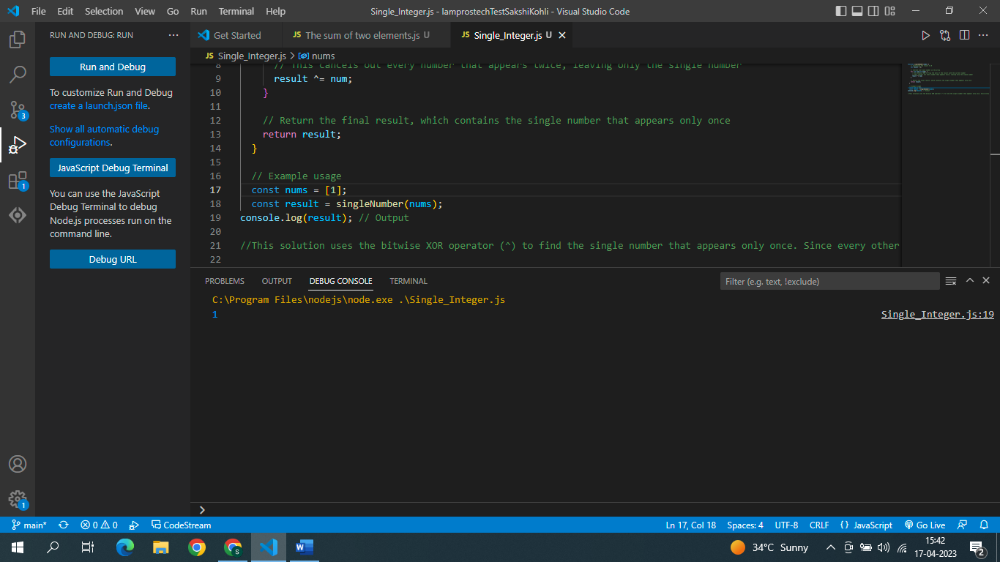 File Edit Selection View Go Run Terminal Help
Single_Integer.js - IamprostechTestSakshiKohli - Visual Studio Code
RUN AND DEBUG: RUN
Run and Debug
To customize Run and Debug
create a launch.json file.
Show all automatic debug
configurations.
JavaScript Debug Terminal
You can use the JavaScript
Debug Terminal to debug
Node.js processes run on the
command line.
Debug URL
3
1
1
Get Started
JS The sum of two elements.js U
JS Single_Integer.js U
JS Single_Integer.js > nums
8 // This cancels out every number that appears twice, leaving only the single number
9 result ^= num;
10 }
11
12 // Return the final result, which contains the single number that appears only once
13 return result;
14 }
15
16 // Example usage
17 const nums = [1];
18 const result = singleNumber(nums);
19 console.log(result); // Output
20
21 //This solution uses the bitwise XOR operator (^) to find the single number that appears only once. Since every other
22
PROBLEMS OUTPUT DEBUG CONSOLE TERMINAL
Filter (e.g. text, !exclude)
C:\Program Files\nodejs\node.exe .\Single_Integer.js
1 Single_Integer.js:19
main* 0 0 CodeStream
Ln 17, Col 18 Spaces: 4 UTF-8 CRLF {} JavaScript Go Live
S
W
34°C Sunny
15:42
17-04-2023
2